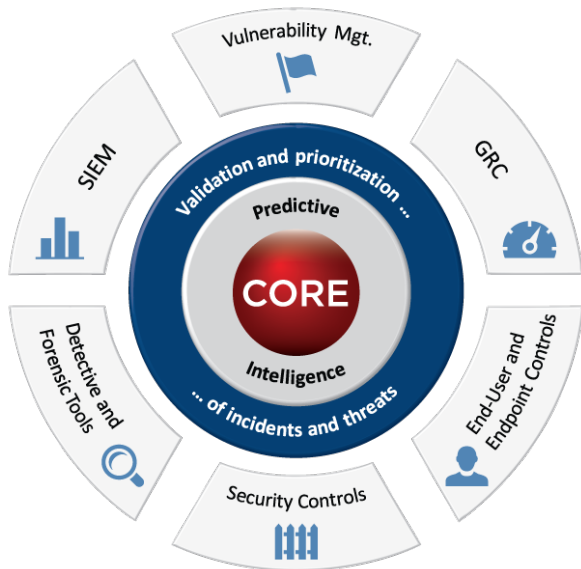 Vulnerability Mgt.
SIEM
GRC
Validation and prioritization ...
Predictive
CORE
Intelligence
... of incidents and threats
Detective and
Forensic Tools
End-User and
Endpoint Controls
Security Controls